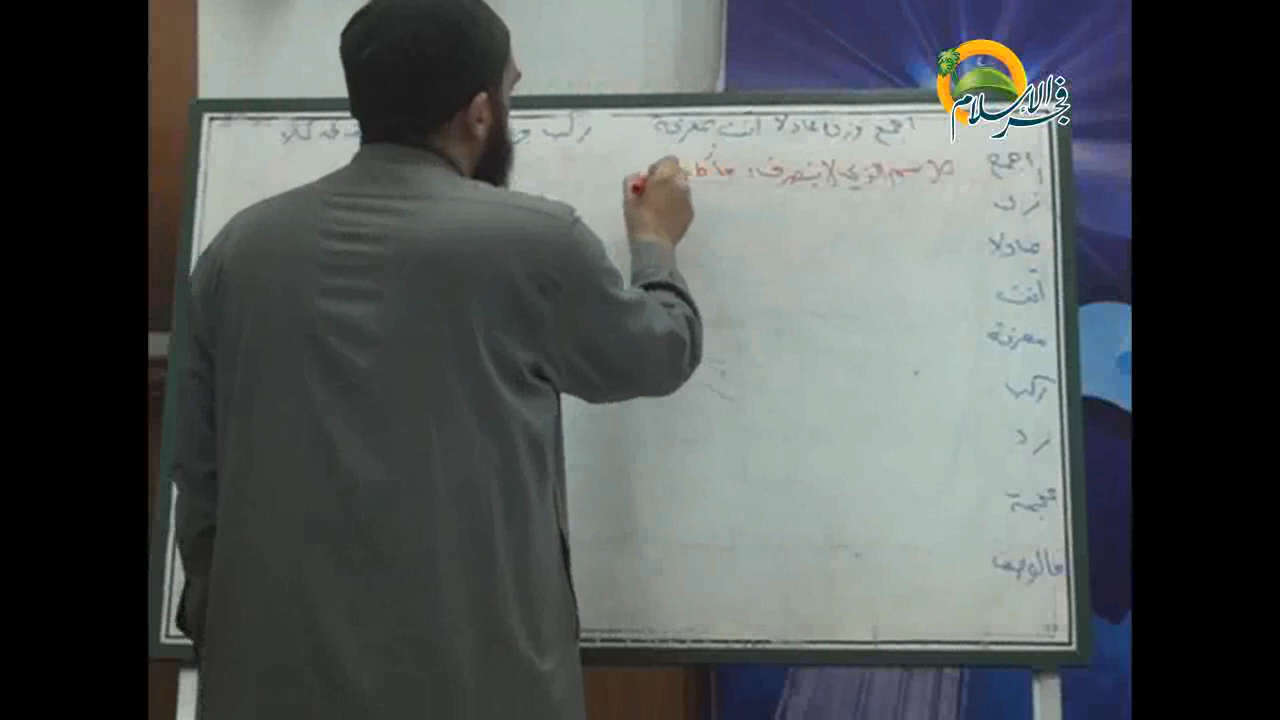 فجر الإسلام
اجمع وزن عادلا أنث بمعرفة ركب و
اجمع
الاسم الذي لا ينصرف:
زن
عادلا
أنث
معرفة
ركب
زد
عجمة
فالوصف